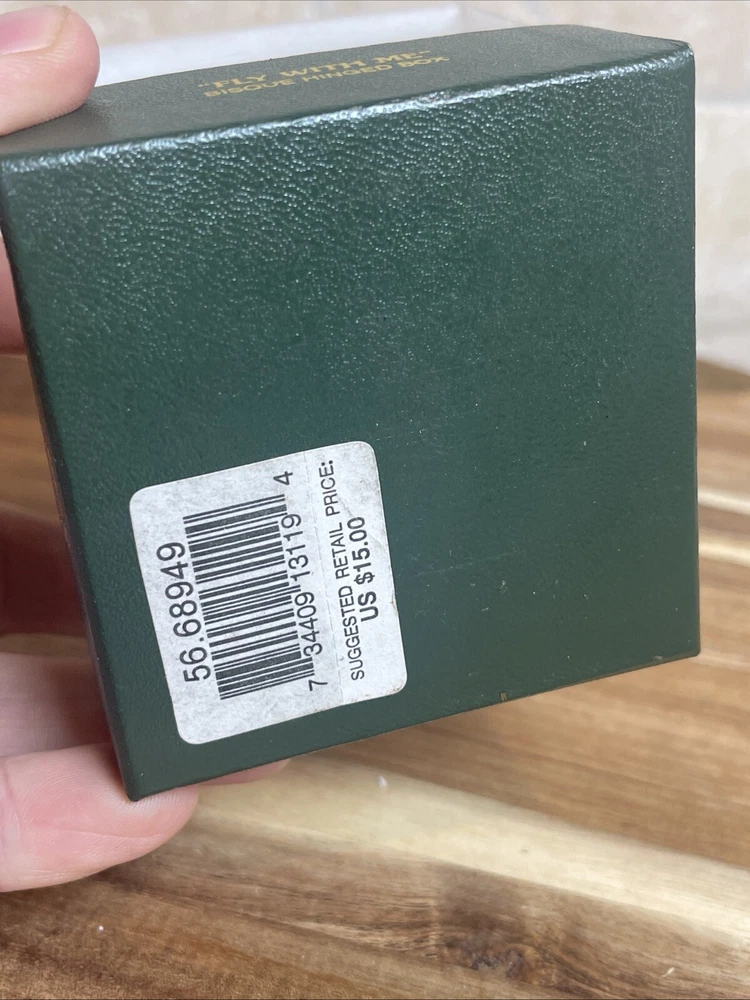 "FLY WITH ME"
BISQUE HINGED BOX
56.68949
7 34409 13119 4
SUGGESTED RETAIL PRICE:
US $15.00